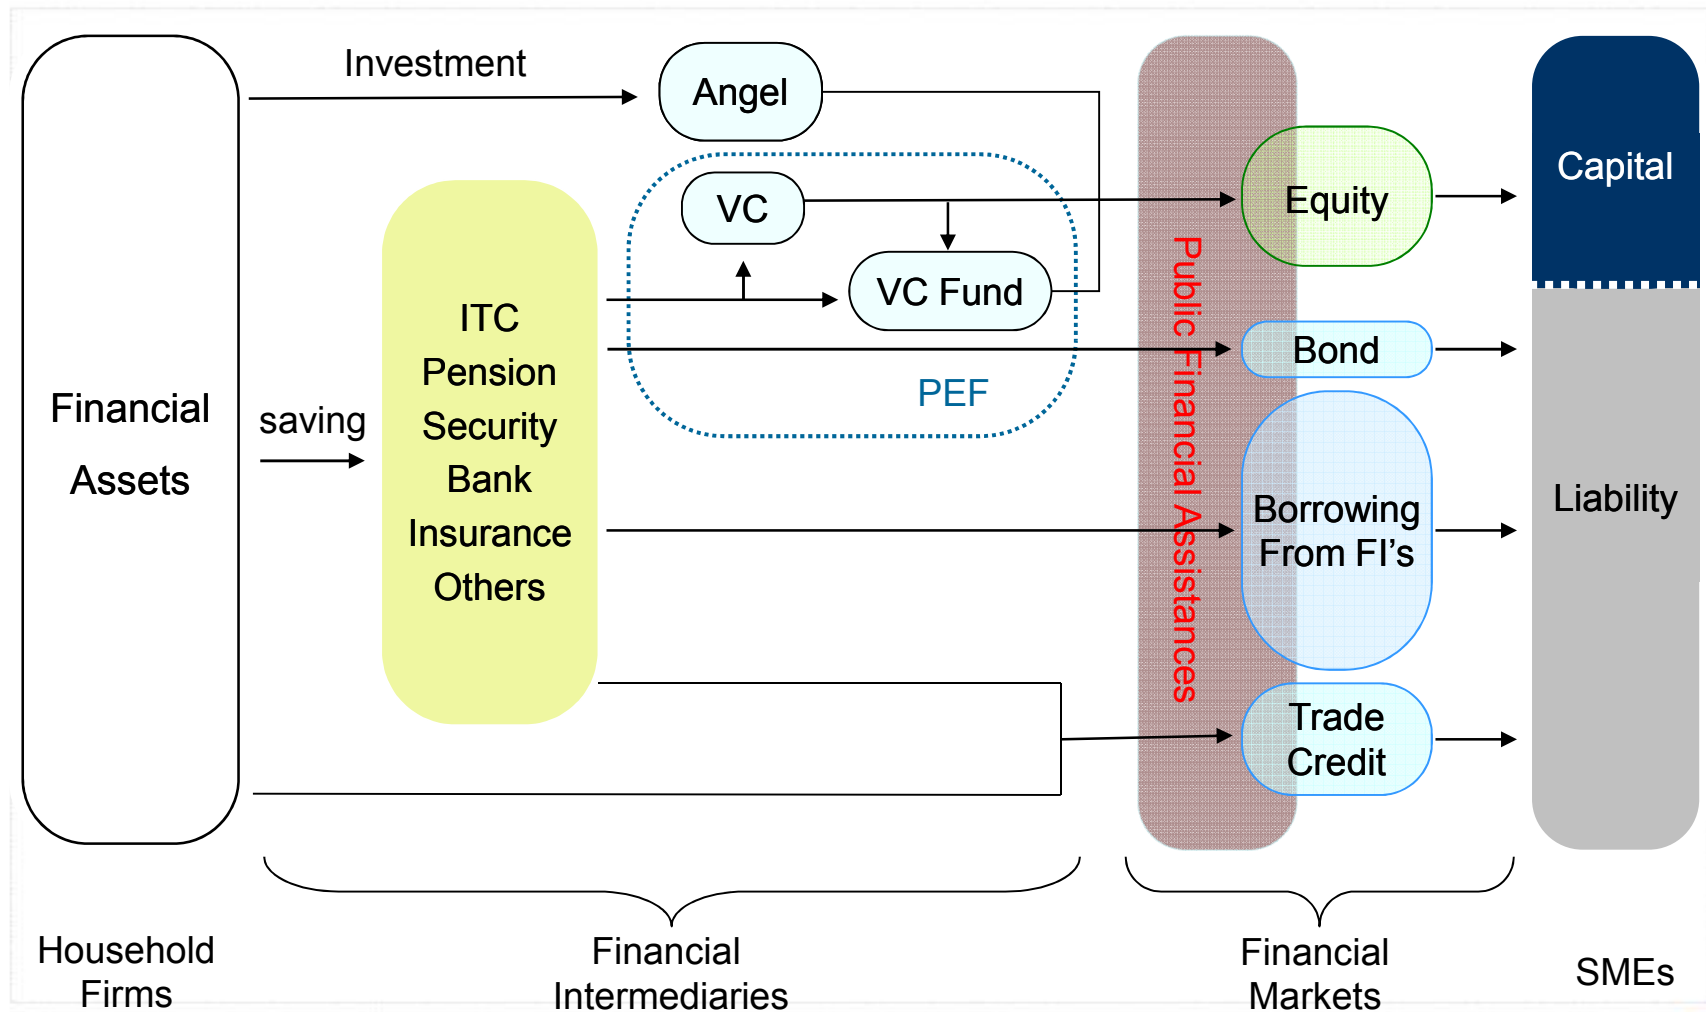 Investment
Angel
VC
VC Fund
PEF
Financial
Assets
saving
ITC
Pension
Security
Bank
Insurance
Others
Public Financial Assistances
Equity
Bond
Borrowing
From FI's
Trade
Credit
Capital
Liability
Household
Firms
Financial
Intermediaries
Financial
Markets
SMEs